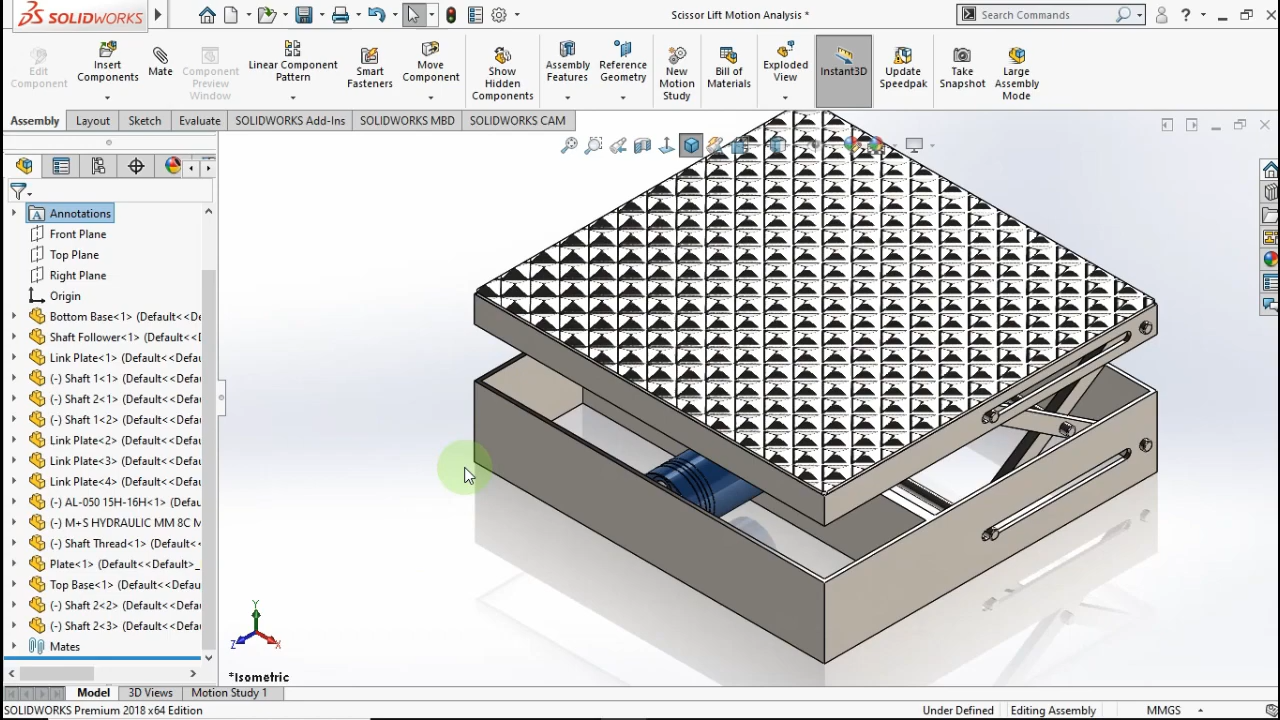 SOLIDWORKS
Scissor Lift Motion Analysis *
Search Commands
?
Edit Component
Insert Components
Mate
Component Preview Window
Linear Component Pattern
Smart Fasteners
Move Component
Show Hidden Components
Assembly Features
Reference Geometry
New Motion Study
Bill of Materials
Exploded View
Instant3D
Update Speedpak
Take Snapshot
Large Assembly Mode
Assembly
Layout
Sketch
Evaluate
SOLIDWORKS Add-Ins
SOLIDWORKS MBD
SOLIDWORKS CAM
Annotations
Front Plane
Top Plane
Right Plane
Origin
Bottom Base<1> (Default<<De
Shaft Follower<1> (Default<<D
Link Plate<1> (Default<<Defau
(-) Shaft 1<1> (Default<<Defau
(-) Shaft 2<1> (Default<<Defau
(-) Shaft 1<2> (Default<<Defau
Link Plate<2> (Default<<Defau
Link Plate<3> (Default<<Defau
Link Plate<4> (Default<<Defau
(-) AL-050 15H-16H<1> (Defau
(-) M+S HYDRAULIC MM 8C M
(-) Shaft Thread<1> (Default<<
Plate<1> (Default<<Default>_
Top Base<1> (Default<<Defau
(-) Shaft 2<2> (Default<<Defau
(-) Shaft 2<3> (Default<<Defau
Mates
Y
Z
X
*Isometric
Model
3D Views
Motion Study 1
SOLIDWORKS Premium 2018 x64 Edition
Under Defined
Editing Assembly
MMGS